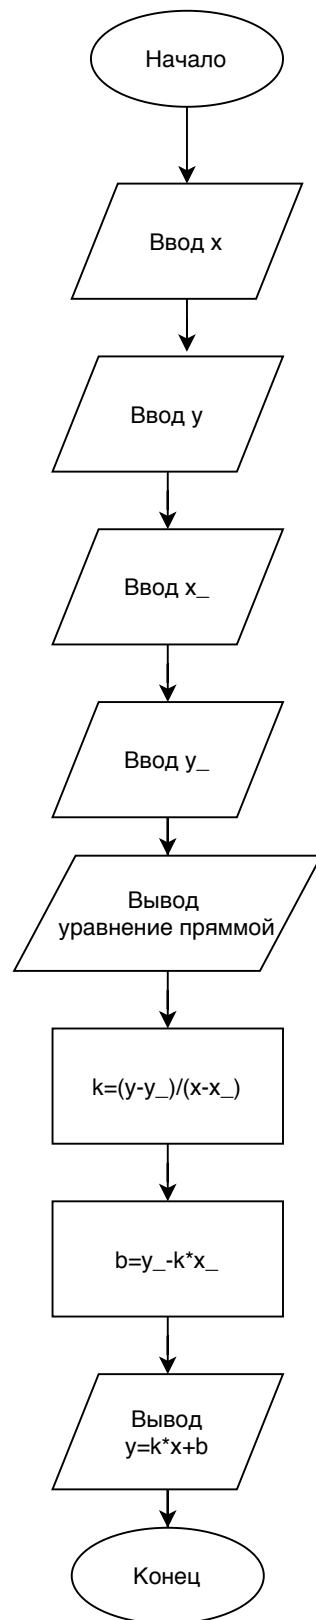 Начало
Ввод x
Ввод y
Ввод x_
Ввод y_
Вывод
уравнение пряммой
k=(y-y_)/(x-x_)
b=y_-k*x_
Вывод
y=k*x+b
Конец